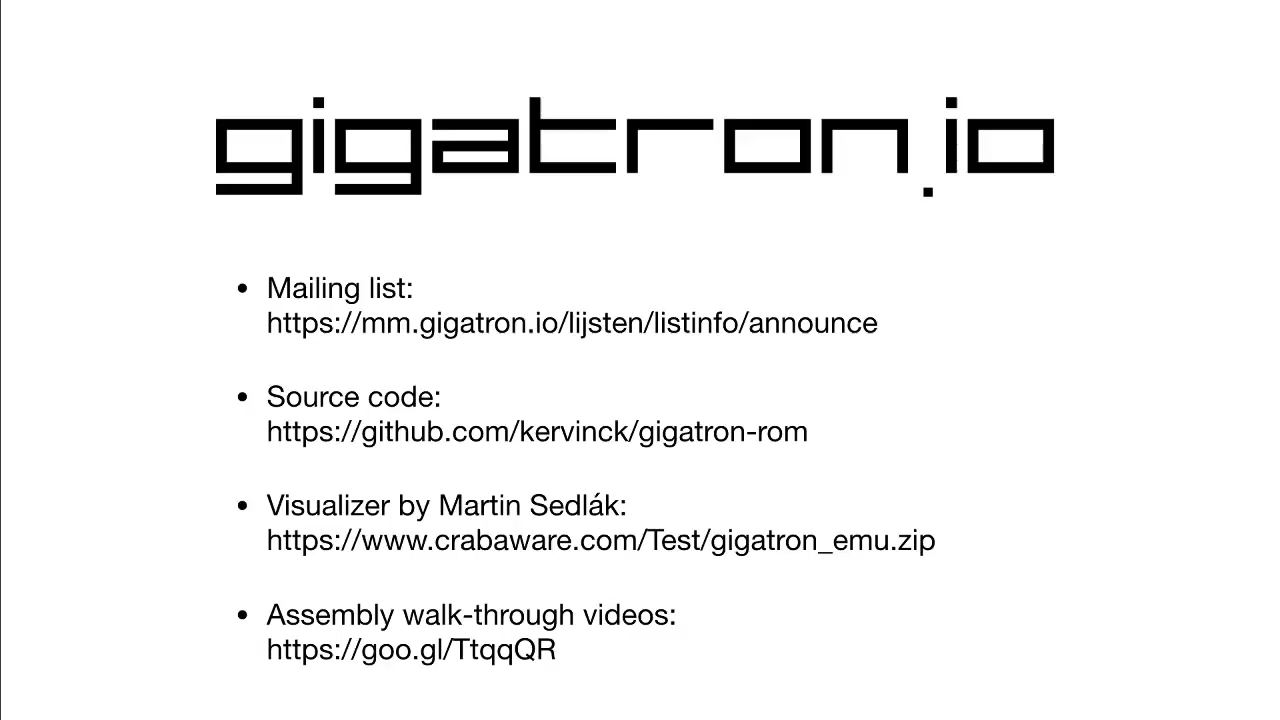 gigatron.io
• Mailing list:
https://mm.gigatron.io/lijsten/listinfo/announce
• Source code:
https://github.com/kervinck/gigatron-rom
• Visualizer by Martin Sedlák:
https://www.crabaware.com/Test/gigatron_emu.zip
• Assembly walk-through videos:
https://goo.gl/TtqqQR